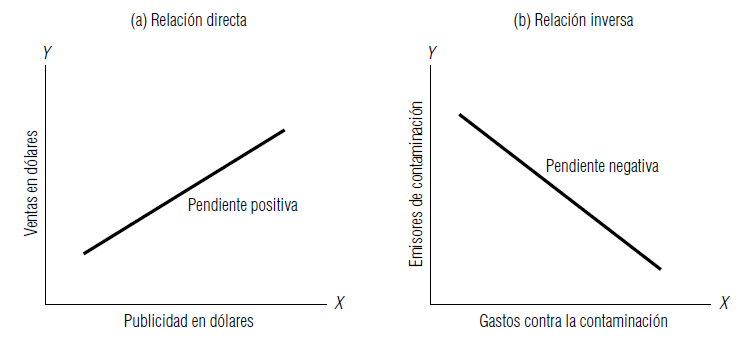 (a) Relación directa
Y
Ventas en dólares
Pendiente positiva
X
Publicidad en dólares
(b) Relación inversa
Y
Emisores de contaminación
Pendiente negativa
X
Gastos contra la contaminación